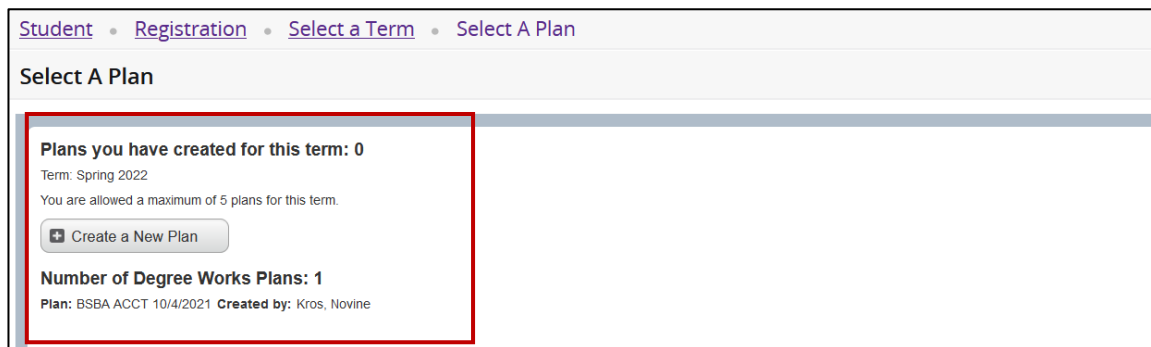 Student • Registration • Select a Term • Select A Plan
Select A Plan
Plans you have created for this term: 0
Term: Spring 2022
You are allowed a maximum of 5 plans for this term.
Create a New Plan
Number of Degree Works Plans: 1
Plan: BSBA ACCT 10/4/2021 Created by: Kros, Novine